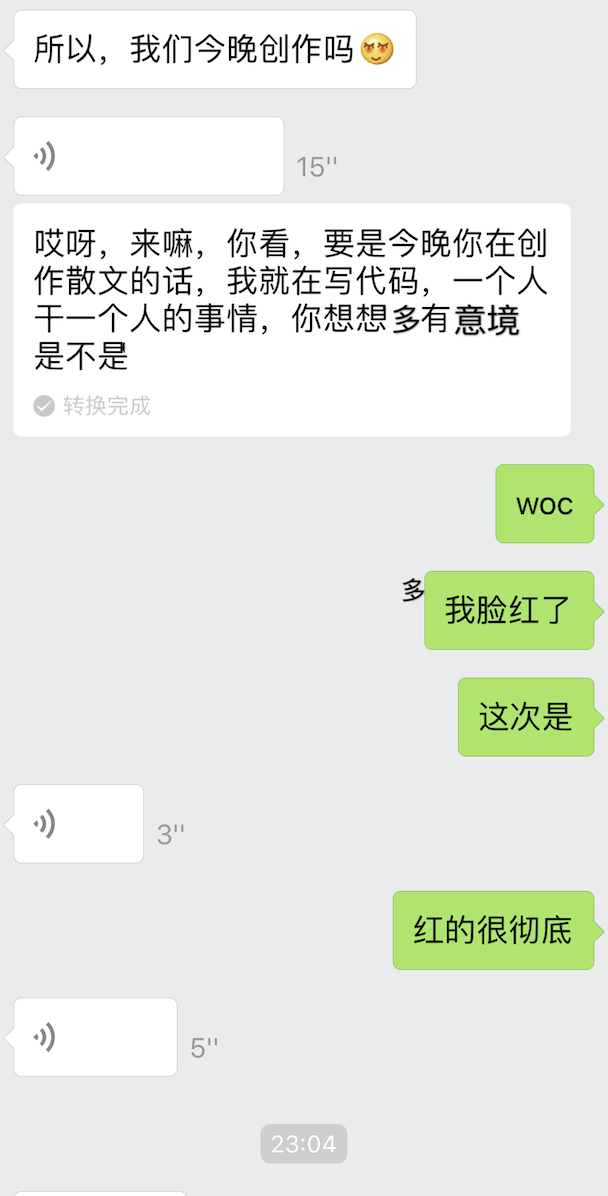 所以，我们今晚创作吗
15''
哎呀，来嘛，你看，要是今晚你在创
作散文的话，我就在写代码，一个人
干一个人的事情，你想想多有意境
是不是
转换完成
woc
多
我脸红了
这次是
3''
红的很彻底
5''
23:04